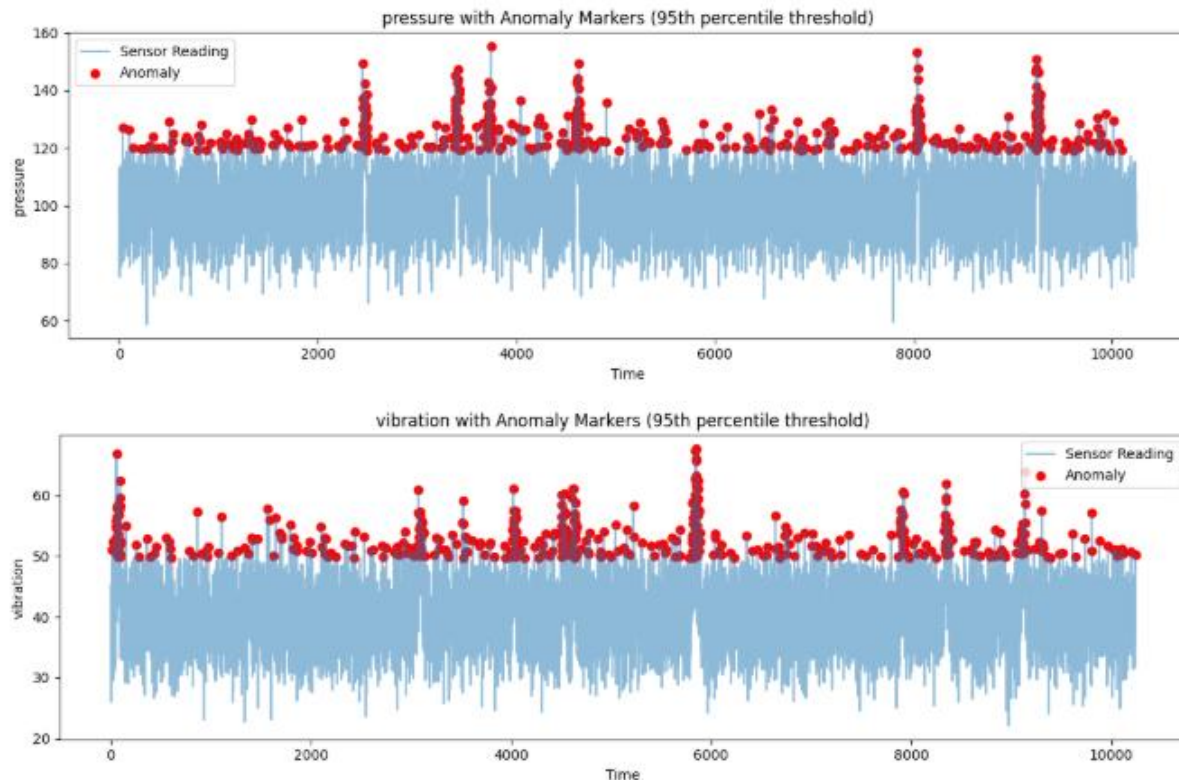 pressure with Anomaly Markers (95th percentile threshold)
160
Sensor Reading
Anomaly
140
120
100
80
60
pressure
0 2000 4000 6000 8000 10000
Time
vibration with Anomaly Markers (95th percentile threshold)
Sensor Reading
Anomaly
60
50
40
30
20
vibration
0 2000 4000 6000 8000 10000
Time